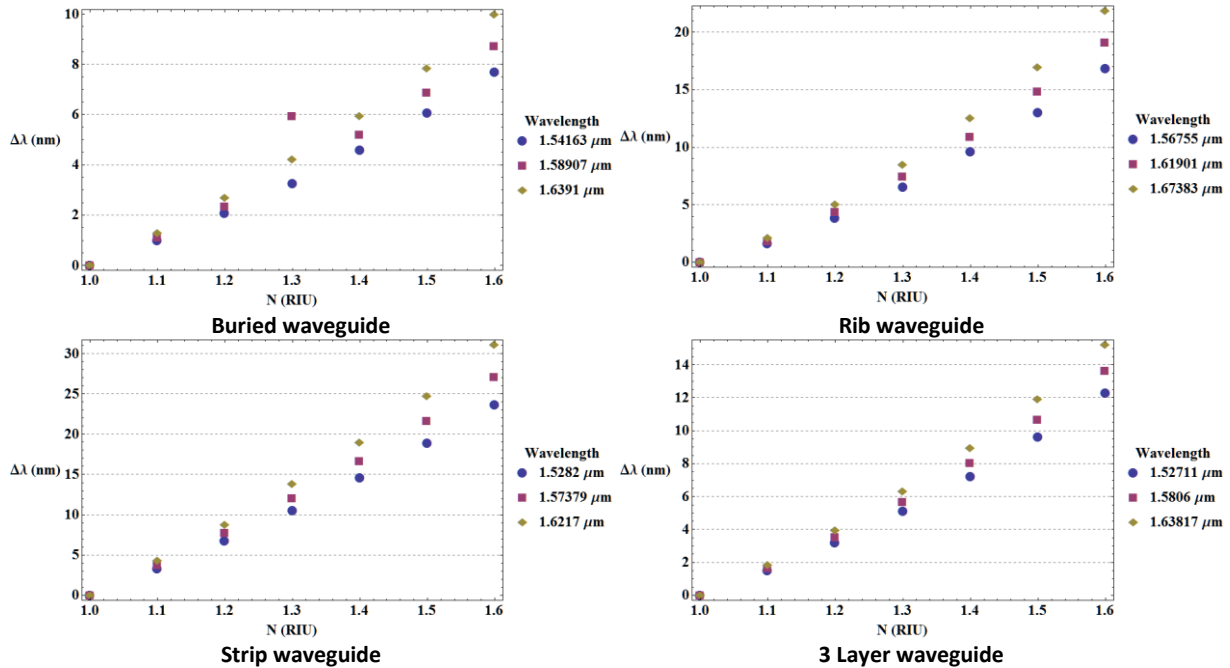 10
8
6
4
2
0
Δλ (nm)
1.0 1.1 1.2 1.3 1.4 1.5 1.6
N (RIU)
Wavelength
1.54163 μm
1.58907 μm
1.6391 μm
Buried waveguide
20
15
10
5
0
Δλ (nm)
1.0 1.1 1.2 1.3 1.4 1.5 1.6
N (RIU)
Wavelength
1.56755 μm
1.61901 μm
1.67383 μm
Rib waveguide
30
25
20
15
10
5
0
Δλ (nm)
1.0 1.1 1.2 1.3 1.4 1.5 1.6
N (RIU)
Wavelength
1.5282 μm
1.57379 μm
1.6217 μm
Strip waveguide
14
12
10
8
6
4
2
0
Δλ (nm)
1.0 1.1 1.2 1.3 1.4 1.5 1.6
N (RIU)
Wavelength
1.52711 μm
1.5806 μm
1.63817 μm
3 Layer waveguide